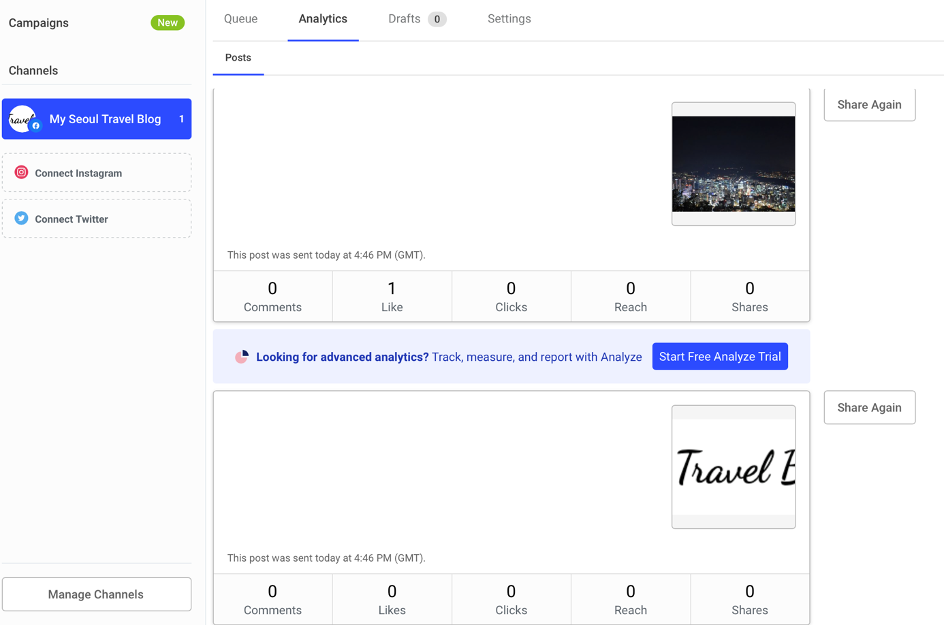 Campaigns
New
Channels
My Seoul Travel Blog 1
Connect Instagram
Connect Twitter
Manage Channels
Queue Analytics Drafts 0 Settings
Posts
Share Again
This post was sent today at 4:46 PM (GMT).
0 1 0 0 0
Comments Like Clicks Reach Shares
Looking for advanced analytics? Track, measure, and report with Analyze
Start Free Analyze Trial
Share Again
Travel
This post was sent today at 4:46 PM (GMT).
0 0 0 0 0
Comments Likes Clicks Reach Shares